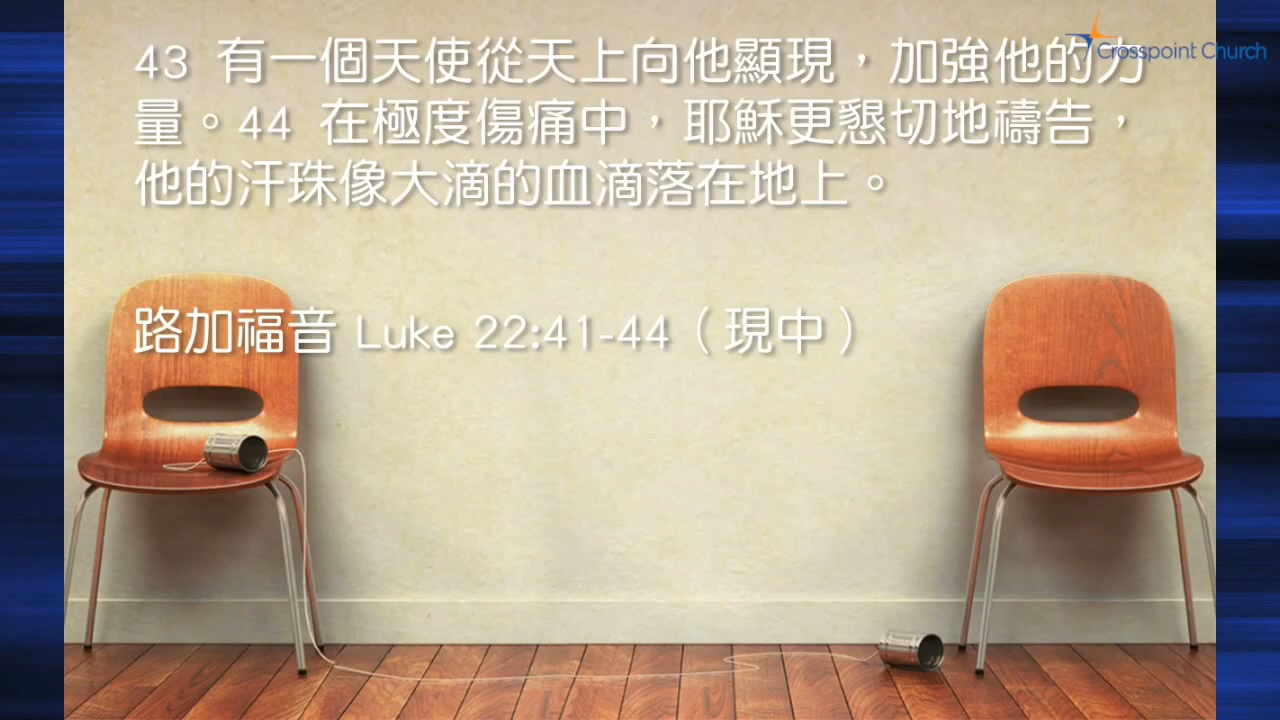 43 有一個天使從天上向他顯現，加強他的力
量。44 在極度傷痛中，耶穌更懇切地禱告，
他的汗珠像大滴的血滴落在地上。
路加福音 Luke 22:41-44（現中）
Crosspoint Church